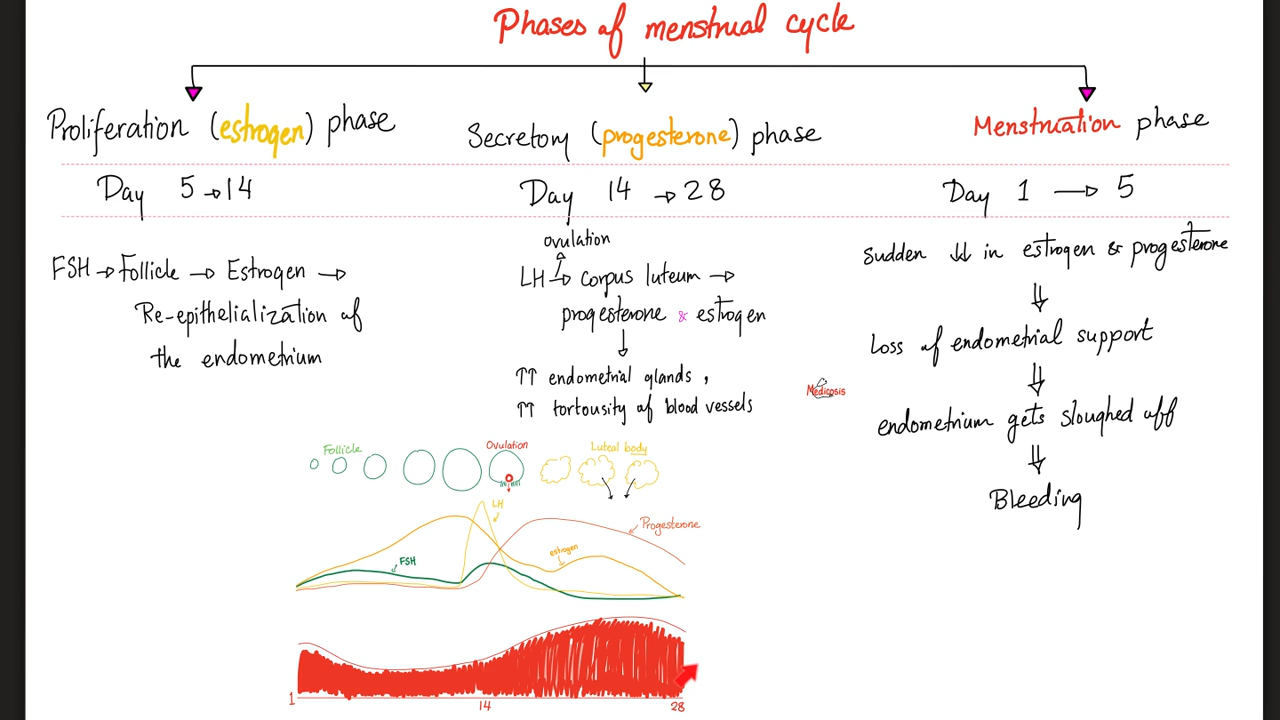 Phases of menstrual cycle
Proliferation (estrogen) phase
Day 5 → 14
FSH → Follicle → Estrogen →
Re-epithelialization of
the endometrium
Secretory (progesterone) phase
Day 14 → 28
ovulation
LH → Corpus luteum →
progesterone & estrogen
↑↑ endometrial glands,
↑↑ tortousity of blood vessels
Menstruation phase
Day 1 → 5
Sudden ↓↓ in estrogen & progesterone
Loss of endometrial support
endometrium gets sloughed off
Bleeding
Medicosis
Follicle
Ovulation
Luteal body
LH
Progesterone
estrogen
FSH
1
14
28